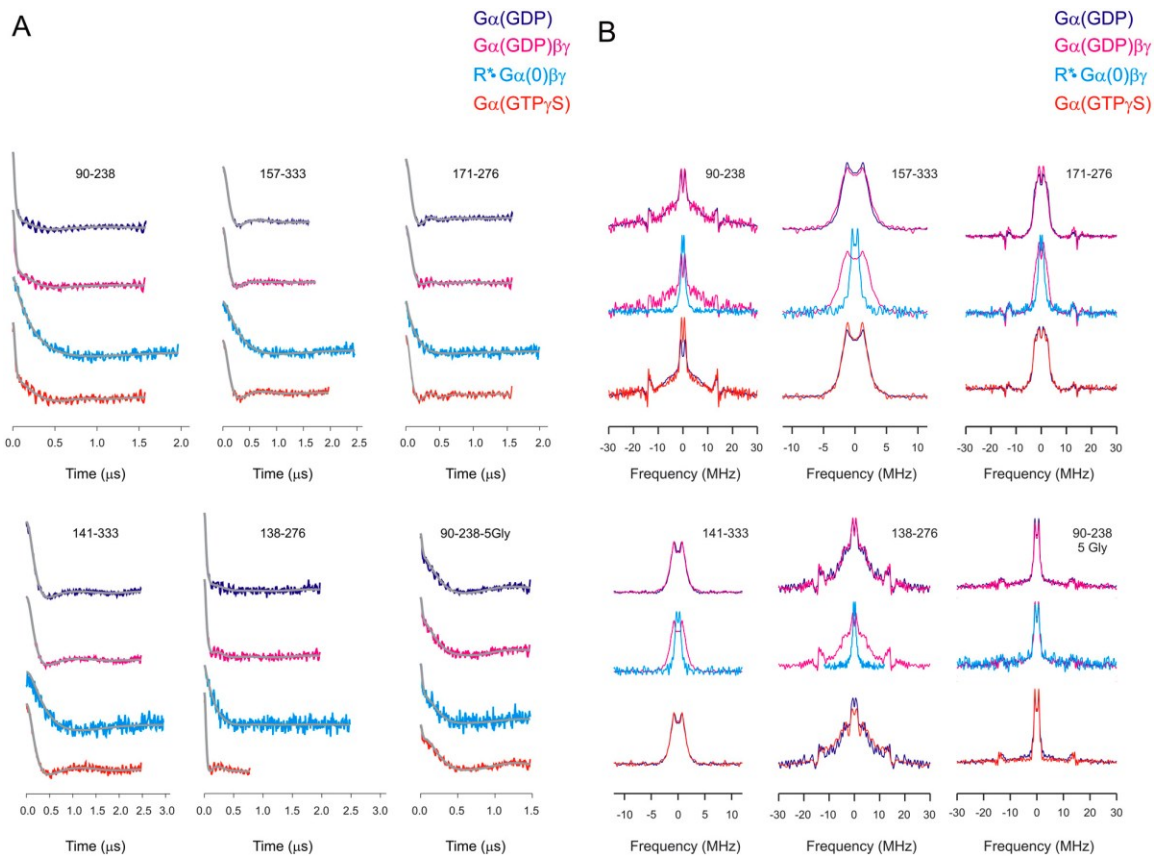 A
Gα(GDP)
Gα(GDP)βγ
R*•Gα(0)βγ
Gα(GTPγS)
90-238
157-333
171-276
0.0 0.5 1.0 1.5 2.0
0.0 0.5 1.0 1.5 2.0 2.5
0.0 0.5 1.0 1.5 2.0
Time (μs)
Time (μs)
Time (μs)
141-333
138-276
90-238-5Gly
0.0 0.5 1.0 1.5 2.0 2.5 3.0
0.0 0.5 1.0 1.5 2.0 2.5 3.0
0.0 0.5 1.0 1.5
Time (μs)
Time (μs)
Time (μs)
B
Gα(GDP)
Gα(GDP)βγ
R*•Gα(0)βγ
Gα(GTPγS)
90-238
157-333
171-276
-30 -20 -10 0 10 20 30
-10 -5 0 5 10
-30 -20 -10 0 10 20 30
Frequency (MHz)
Frequency (MHz)
Frequency (MHz)
141-333
138-276
90-238
5 Gly
-10 -5 0 5 10
-30 -20 -10 0 10 20 30
-30 -20 -10 0 10 20 30
Frequency (MHz)
Frequency (MHz)
Frequency (MHz)